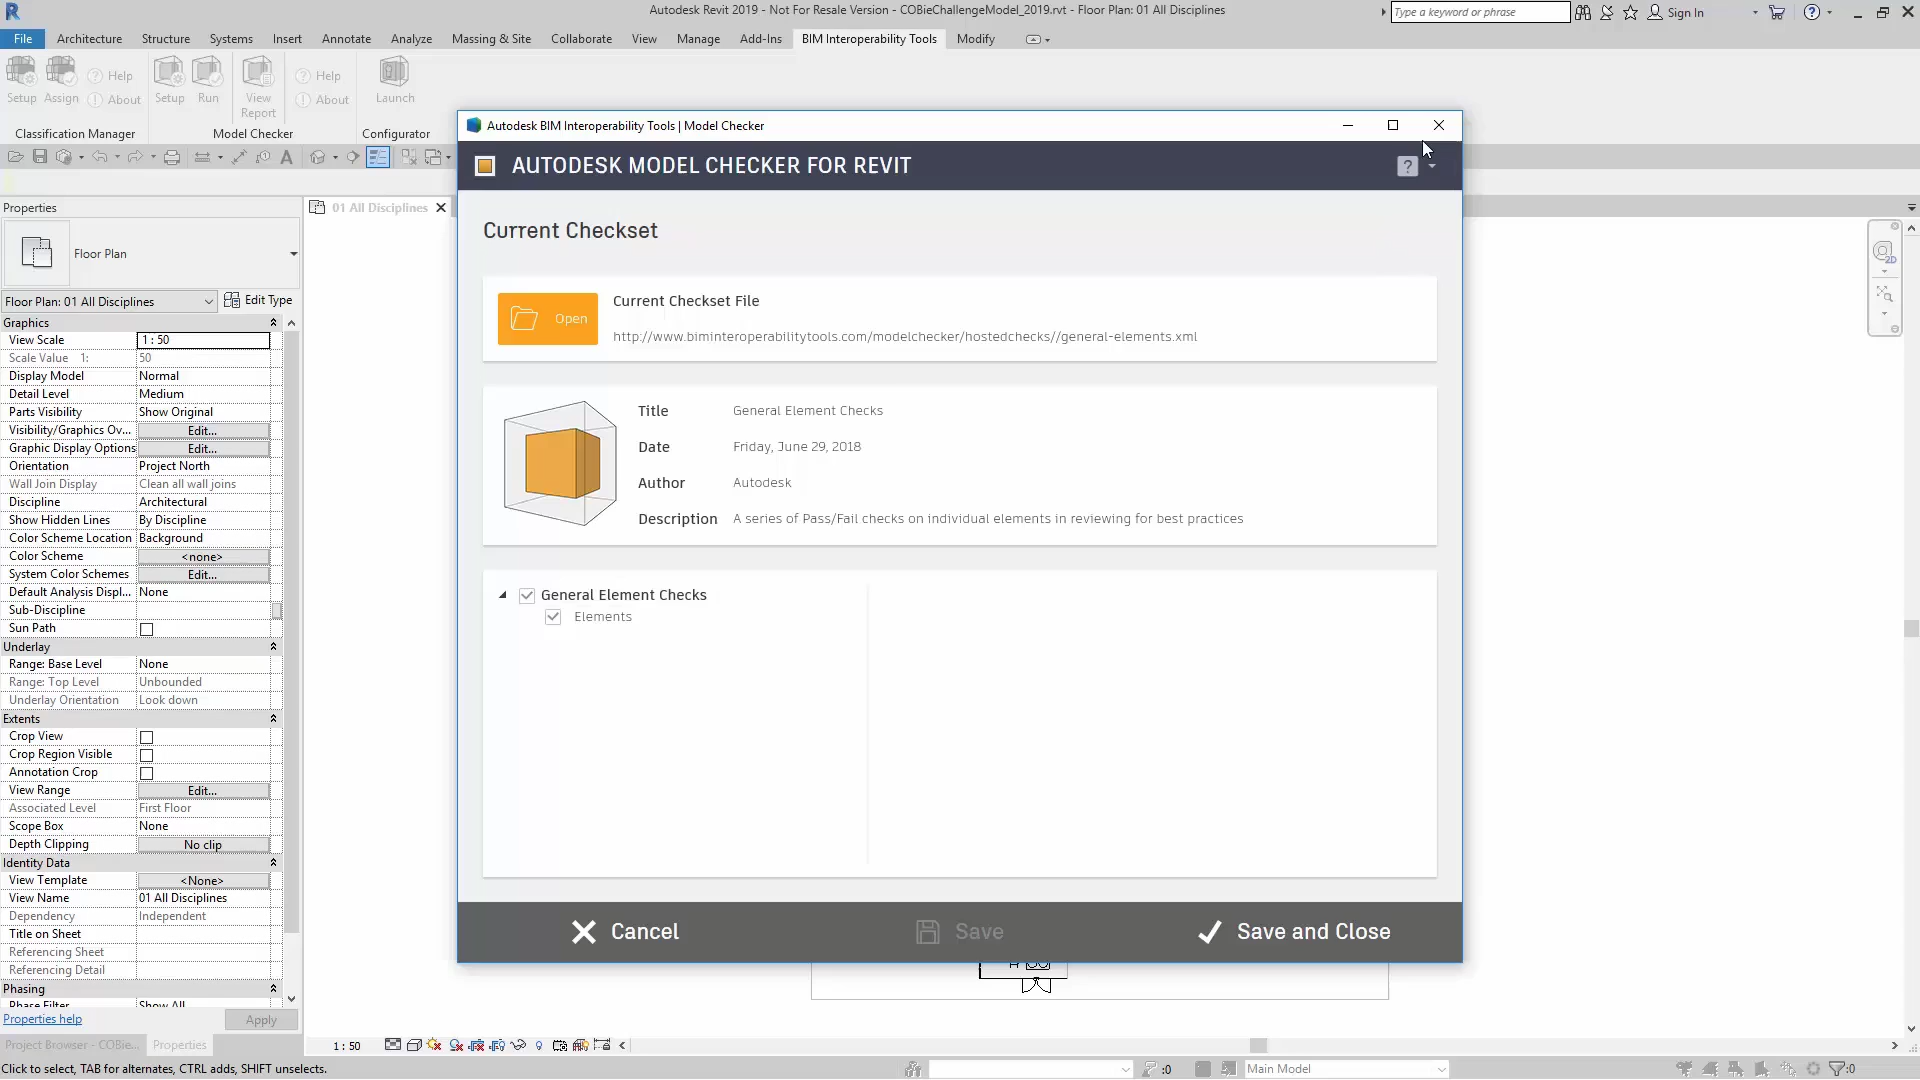 Autodesk Revit 2019 - Not For Resale Version - COBieChallengeModel_2019.rvt - Floor Plan: 01 All Disciplines
Type a keyword or phrase
Sign In
File Architecture Structure Systems Insert Annotate Analyze Massing & Site Collaborate View Manage Add-Ins BIM Interoperability Tools Modify
Setup Assign Help About Setup Run View Report Help About Launch
Classification Manager Model Checker Configurator
Properties
01 All Disciplines
Floor Plan
Floor Plan: 01 All Disciplines Edit Type
Graphics
View Scale 1 : 50
Scale Value 1: 50
Display Model Normal
Detail Level Medium
Parts Visibility Show Original
Visibility/Graphics Ov... Edit...
Graphic Display Options Edit...
Orientation Project North
Wall Join Display Clean all wall joins
Discipline Architectural
Show Hidden Lines By Discipline
Color Scheme Location Background
Color Scheme <none>
System Color Schemes Edit...
Default Analysis Displ... None
Sub-Discipline
Sun Path
Underlay
Range: Base Level None
Range: Top Level Unbounded
Underlay Orientation Look down
Extents
Crop View
Crop Region Visible
Annotation Crop
View Range Edit...
Associated Level First Floor
Scope Box None
Depth Clipping No clip
Identity Data
View Template <None>
View Name 01 All Disciplines
Dependency Independent
Title on Sheet
Referencing Sheet
Referencing Detail
Phasing
Phase Filter Show All
Properties help Apply
Project Browser - COBie... Properties
Autodesk BIM Interoperability Tools | Model Checker
AUTODESK MODEL CHECKER FOR REVIT
?
Current Checkset
Open
Current Checkset File
http://www.biminteroperabilitytools.com/modelchecker/hostedchecks//general-elements.xml
Title General Element Checks
Date Friday, June 29, 2018
Author Autodesk
Description A series of Pass/Fail checks on individual elements in reviewing for best practices
General Element Checks
Elements
Cancel Save Save and Close
2D
1 : 50
Click to select, TAB for alternates, CTRL adds, SHIFT unselects.
:0
Main Model
:0